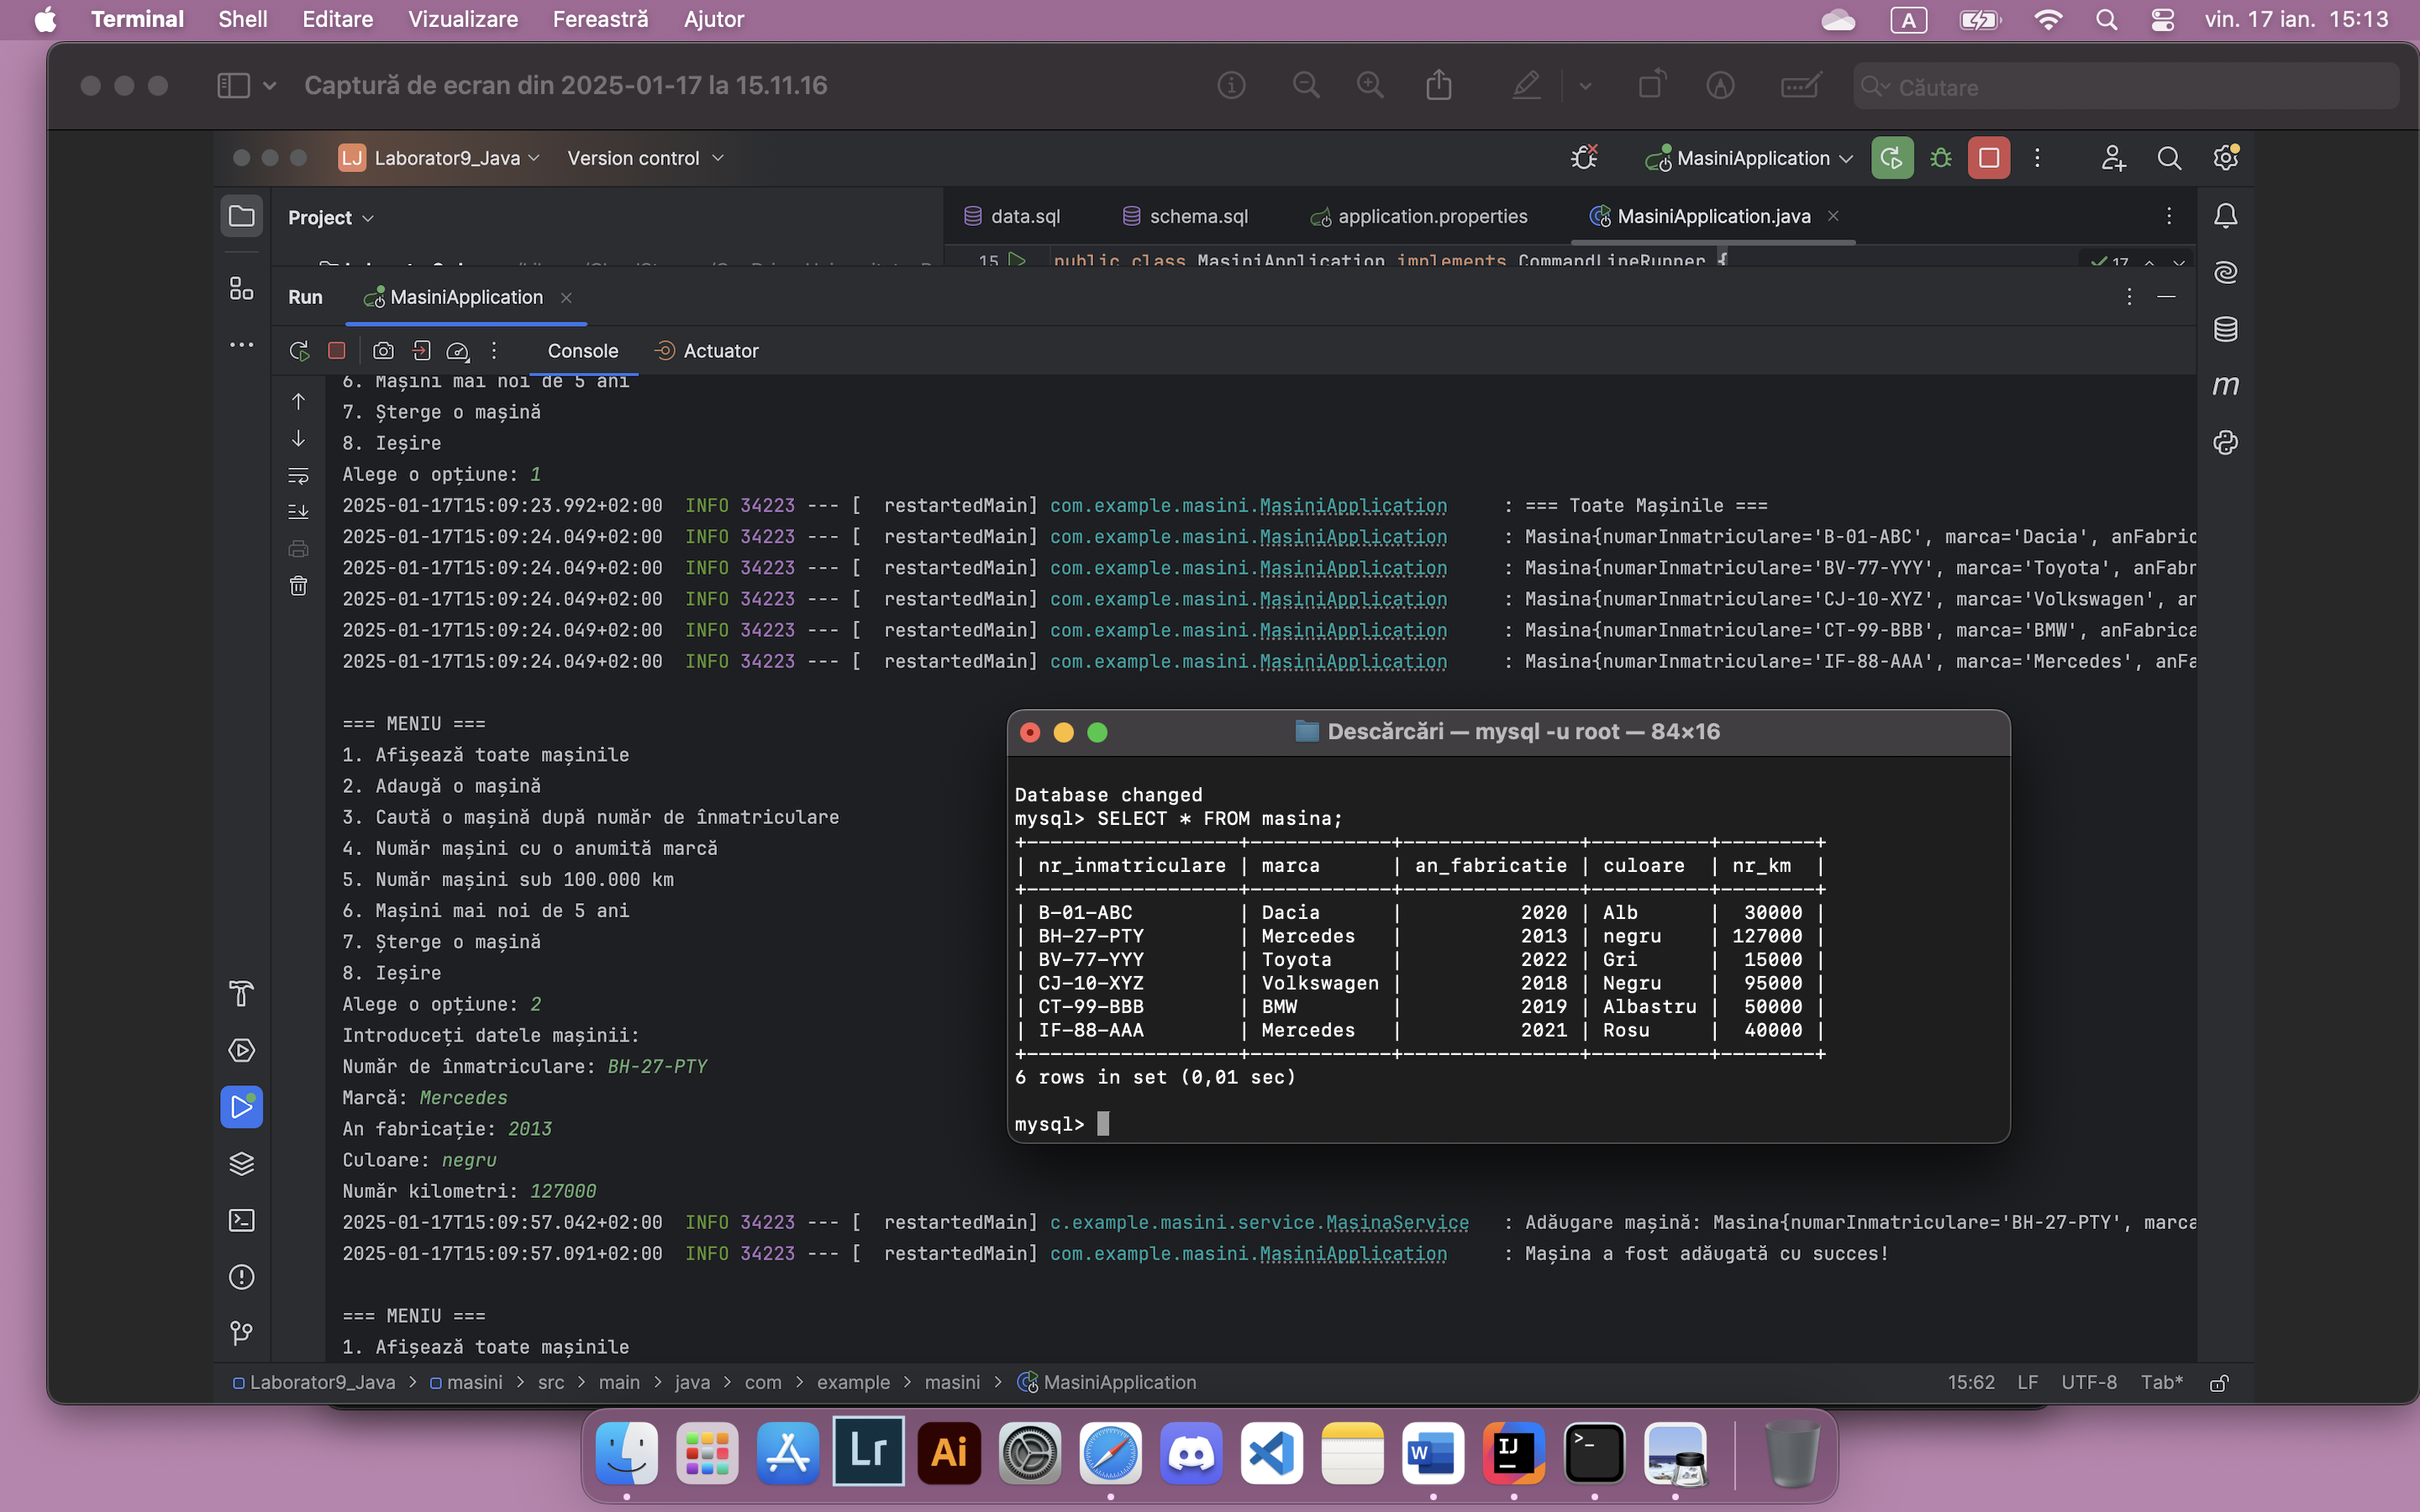 Terminal Shell Editare Vizualizare Fereastră Ajutor A vin. 17 ian. 15:13
Captură de ecran din 2025-01-17 la 15.11.16 Căutare
LJ Laborator9_Java Version control MasiniApplication
Project data.sql schema.sql application.properties MasiniApplication.java
15 public class MasiniApplication implements CommandLineRunner { 17
Run MasiniApplication
Console Actuator
6. Mașini mai noi de 5 ani
7. Șterge o mașină
8. Ieșire
Alege o opțiune: 1
2025-01-17T15:09:23.992+02:00 INFO 34223 --- [ restartedMain] com.example.masini.MasiniApplication : === Toate Mașinile ===
2025-01-17T15:09:24.049+02:00 INFO 34223 --- [ restartedMain] com.example.masini.MasiniApplication : Masina{numarInmatriculare='B-01-ABC', marca='Dacia', anFabric
2025-01-17T15:09:24.049+02:00 INFO 34223 --- [ restartedMain] com.example.masini.MasiniApplication : Masina{numarInmatriculare='BV-77-YYY', marca='Toyota', anFabr
2025-01-17T15:09:24.049+02:00 INFO 34223 --- [ restartedMain] com.example.masini.MasiniApplication : Masina{numarInmatriculare='CJ-10-XYZ', marca='Volkswagen', an
2025-01-17T15:09:24.049+02:00 INFO 34223 --- [ restartedMain] com.example.masini.MasiniApplication : Masina{numarInmatriculare='CT-99-BBB', marca='BMW', anFabrica
2025-01-17T15:09:24.049+02:00 INFO 34223 --- [ restartedMain] com.example.masini.MasiniApplication : Masina{numarInmatriculare='IF-88-AAA', marca='Mercedes', anFa
=== MENIU ===
1. Afișează toate mașinile
2. Adaugă o mașină
3. Caută o mașină după număr de înmatriculare
4. Număr mașini cu o anumită marcă
5. Număr mașini sub 100.000 km
6. Mașini mai noi de 5 ani
7. Șterge o mașină
8. Ieșire
Alege o opțiune: 2
Introduceți datele mașinii:
Număr de înmatriculare: BH-27-PTY
Marcă: Mercedes
An fabricație: 2013
Culoare: negru
Număr kilometri: 127000
2025-01-17T15:09:57.042+02:00 INFO 34223 --- [ restartedMain] c.example.masini.service.MasinaService : Adăugare mașină: Masina{numarInmatriculare='BH-27-PTY', marca
2025-01-17T15:09:57.091+02:00 INFO 34223 --- [ restartedMain] com.example.masini.MasiniApplication : Mașina a fost adăugată cu succes!
=== MENIU ===
1. Afișează toate mașinile
Descărcări — mysql -u root — 84×16
Database changed
mysql> SELECT * FROM masina;
+------------------+------------+---------------+----------+--------+
| nr_inmatriculare | marca | an_fabricatie | culoare | nr_km |
+------------------+------------+---------------+----------+--------+
| B-01-ABC | Dacia | 2020 | Alb | 30000 |
| BH-27-PTY | Mercedes | 2013 | negru | 127000 |
| BV-77-YYY | Toyota | 2022 | Gri | 15000 |
| CJ-10-XYZ | Volkswagen | 2018 | Negru | 95000 |
| CT-99-BBB | BMW | 2019 | Albastru | 50000 |
| IF-88-AAA | Mercedes | 2021 | Rosu | 40000 |
+------------------+------------+---------------+----------+--------+
6 rows in set (0,01 sec)
mysql>
Laborator9_Java > masini > src > main > java > com > example > masini > MasiniApplication 15:62 LF UTF-8 Tab*
Lr Ai W IJ >_